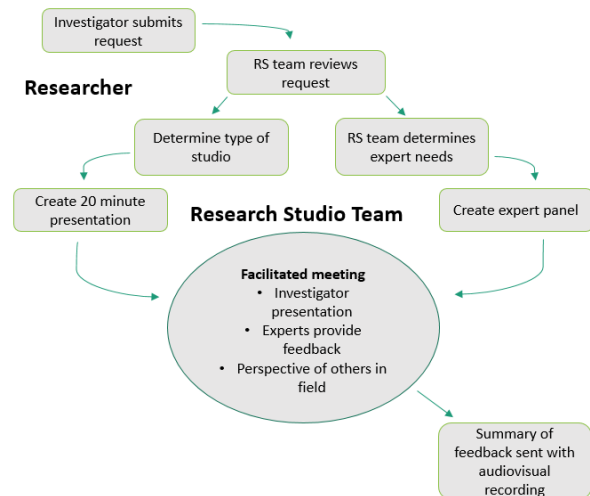 Investigator submits
request
RS team reviews
request
Researcher
Determine type of
studio
RS team determines
expert needs
Create 20 minute
presentation
Research Studio Team
Create expert panel
Facilitated meeting
• Investigator
presentation
• Experts provide
feedback
• Perspective of others in
field
Summary of
feedback sent with
audiovisual
recording